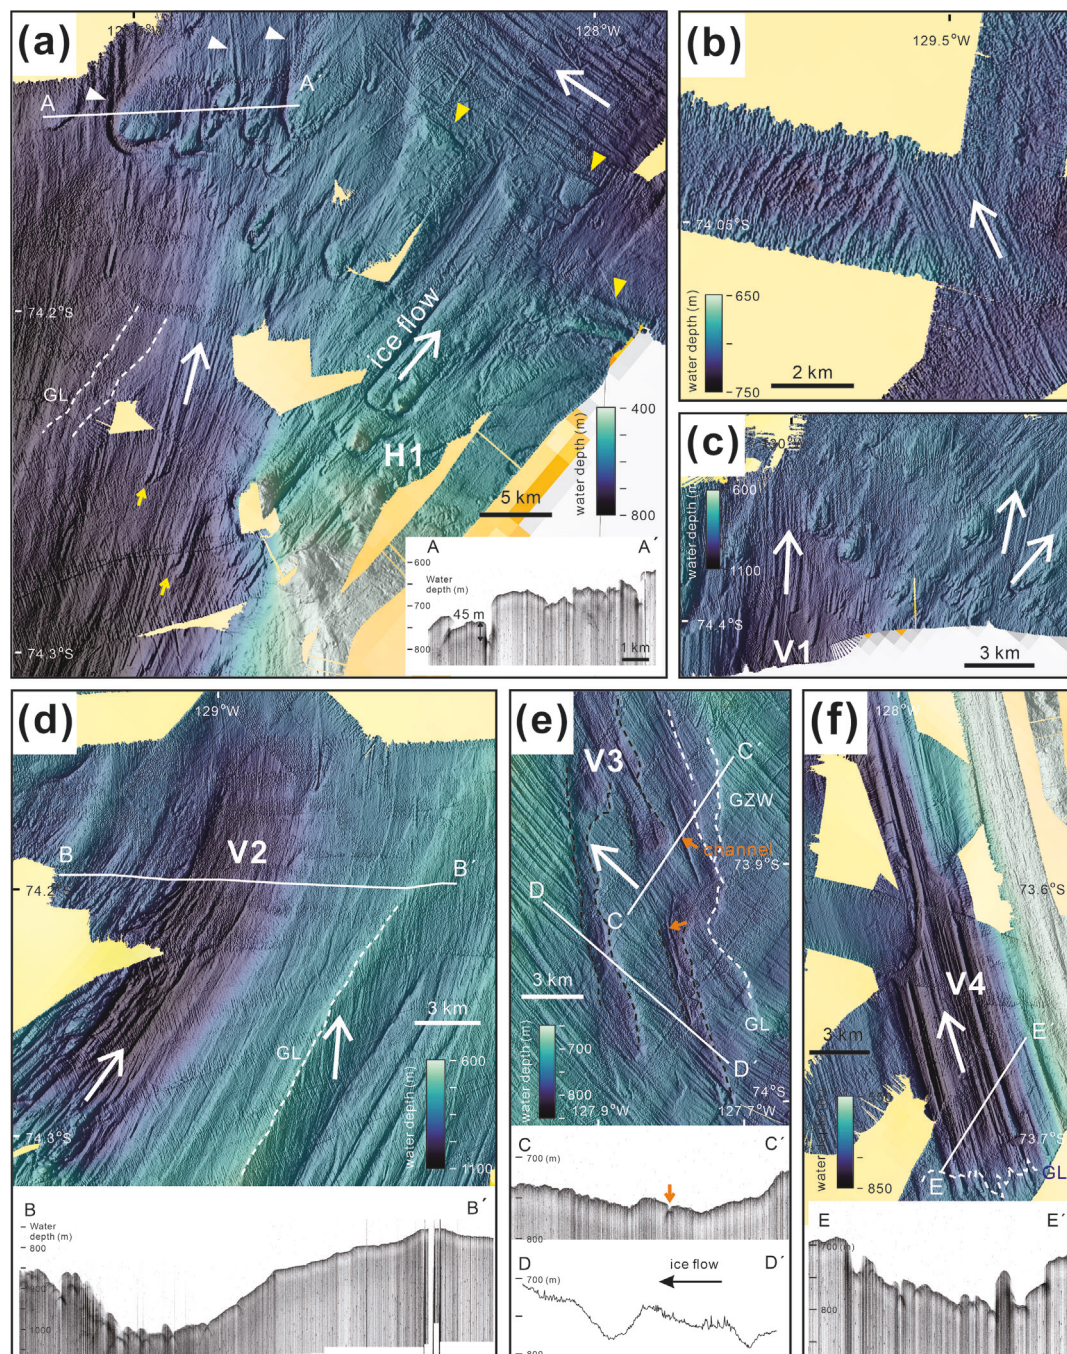 (a)
128°W
A
A
74.2°S
GL
ice flow
H1
400
water depth (m)
800
5 km
74.3°S
A
A´
600
Water
depth (m)
700
800
45 m
1 km
(b)
129.5°W
74.05°S
650
water depth (m)
750
2 km
(c)
600
water depth (m)
1100
74.4°S
V1
3 km
(d)
129°W
V2
B
B´
74.2°S
3 km
GL
600
water depth (m)
1100
74.3°S
B
B´
Water
depth (m)
800
900
1000
(e)
V3
C´
GZW
channel
73.9°S
D
C
3 km
GL
water depth (m)
700
800
D´
74°S
127.9°W
127.7°W
C
C´
700 (m)
800
D
D´
ice flow
700 (m)
800
(f)
128°W
73.6°S
V4
E´
3 km
water depth (m)
850
73.7°S
E
GL
E
E´
700 (m)
800